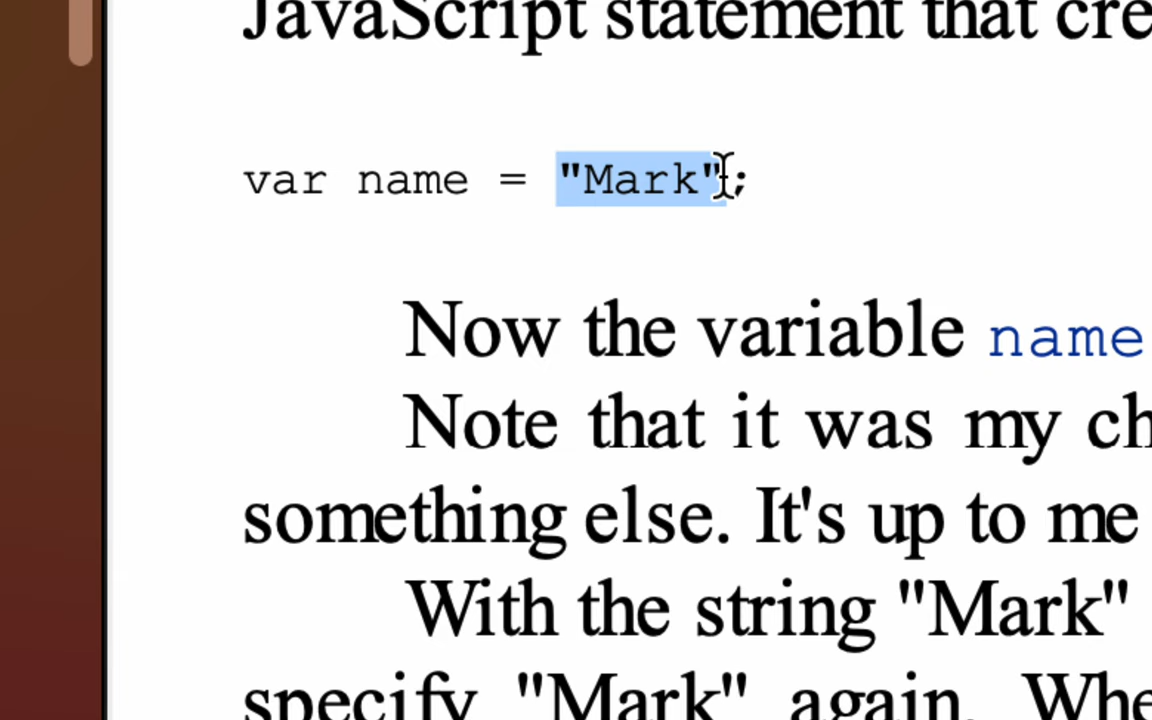 JavaScript statement that cre
var name = "Mark";
Now the variable name
Note that it was my ch
something else. It's up to me
With the string "Mark"
specify "Mark" again. Whe